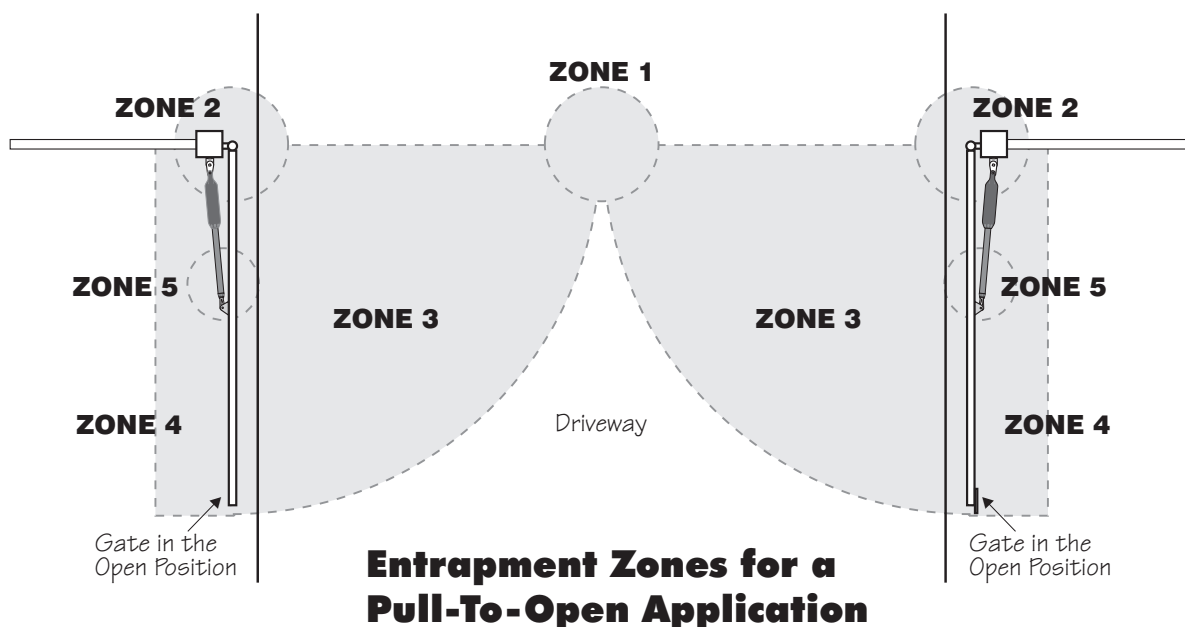 ZONE 1
ZONE 2
ZONE 2
ZONE 5
ZONE 5
ZONE 3
ZONE 3
ZONE 4
Driveway
ZONE 4
Gate in the
Open Position
Gate in the
Open Position
Entrapment Zones for a
Pull-To-Open Application